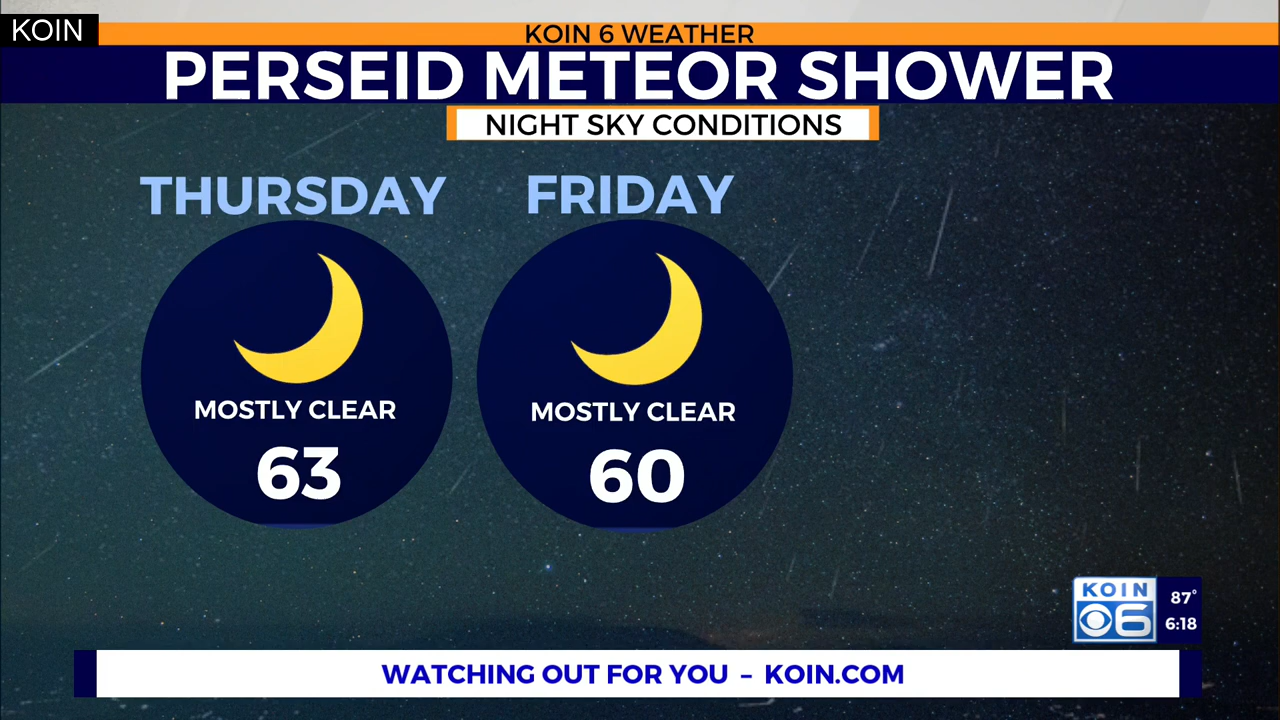 KOIN
KOIN 6 WEATHER
PERSEID METEOR SHOWER
NIGHT SKY CONDITIONS
THURSDAY
FRIDAY
MOSTLY CLEAR
MOSTLY CLEAR
63
60
KOIN
6
87°
6:18
WATCHING OUT FOR YOU - KOIN.COM